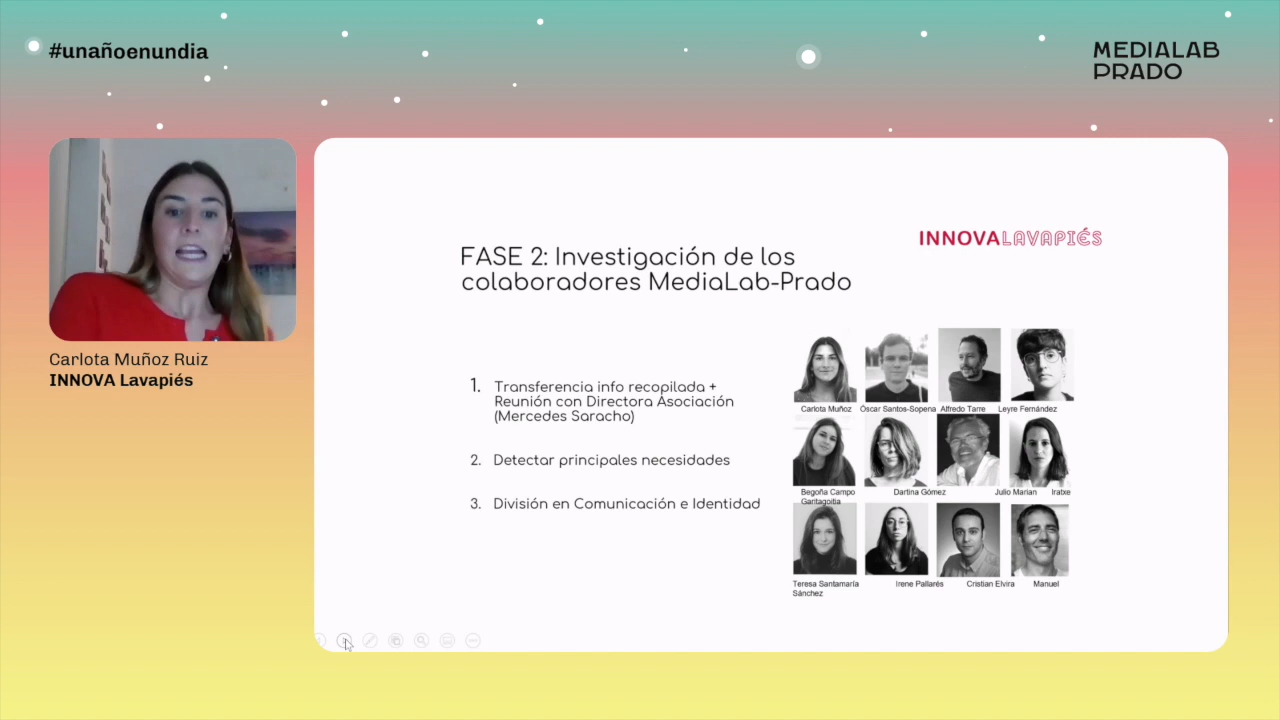 #unañoenundia
MEDIALAB
PRADO
Carlota Muñoz Ruiz
INNOVA Lavapiés
INNOVALAVAPIÉS
FASE 2: Investigación de los
colaboradores MediaLab-Prado
1. Transferencia info recopilada +
Reunión con Directora Asociación
(Mercedes Saracho)
2. Detectar principales necesidades
3. División en Comunicación e Identidad
Carlota Muñoz Óscar Santos-Sopena Alfredo Tarre Leyre Fernández
Begoña Campo Dartina Gómez Julio Marian Iratxe
Garitagoitia
Teresa Santamaría Irene Pallarés Cristian Elvira Manuel
Sánchez